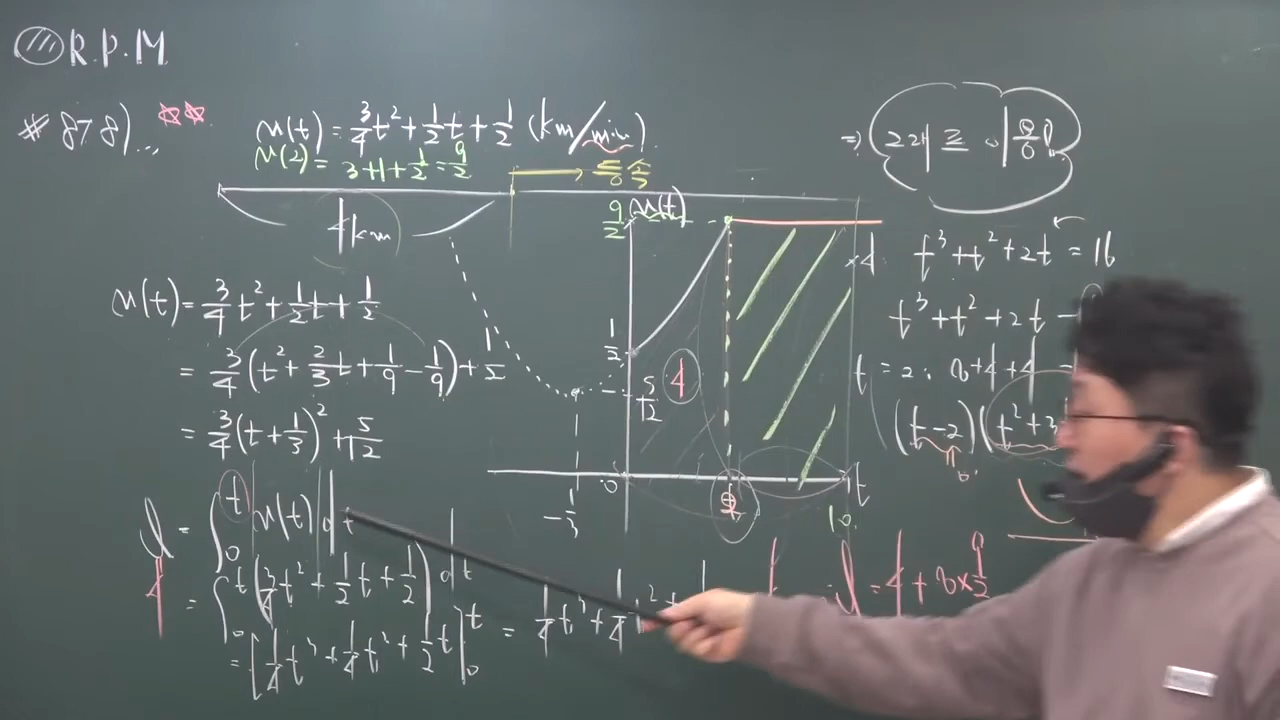 R.P.M
# 878)...
v(t) = 3/4 t² + 1/2 t + 1/2 (km/min).
v(2) = 3+1+1/2 = 9/2
4km
v(t) = 3/4 t² + 1/2 t + 1/2
= 3/4 (t² + 2/3 t + 1/9 - 1/9) + 1/2
= 3/4 (t + 1/3)² + 5/12
l = ∫₀ᵗ |v(t)| dt
4 = ∫₀ᵗ (3/4 t² + 1/2 t + 1/2) dt
= [1/4 t³ + 1/4 t² + 1/2 t]₀ᵗ = 1/4 t³ + 1/4 t²
v(t)
9/2
1/2
5/12
4
0
-1/3
t
10
×4
t³ + t² + 2t = 16
t³ + t² + 2t -
t = 2: 8+4+4
(t-2)(t²+3
l = 4 + 8 × 9/2